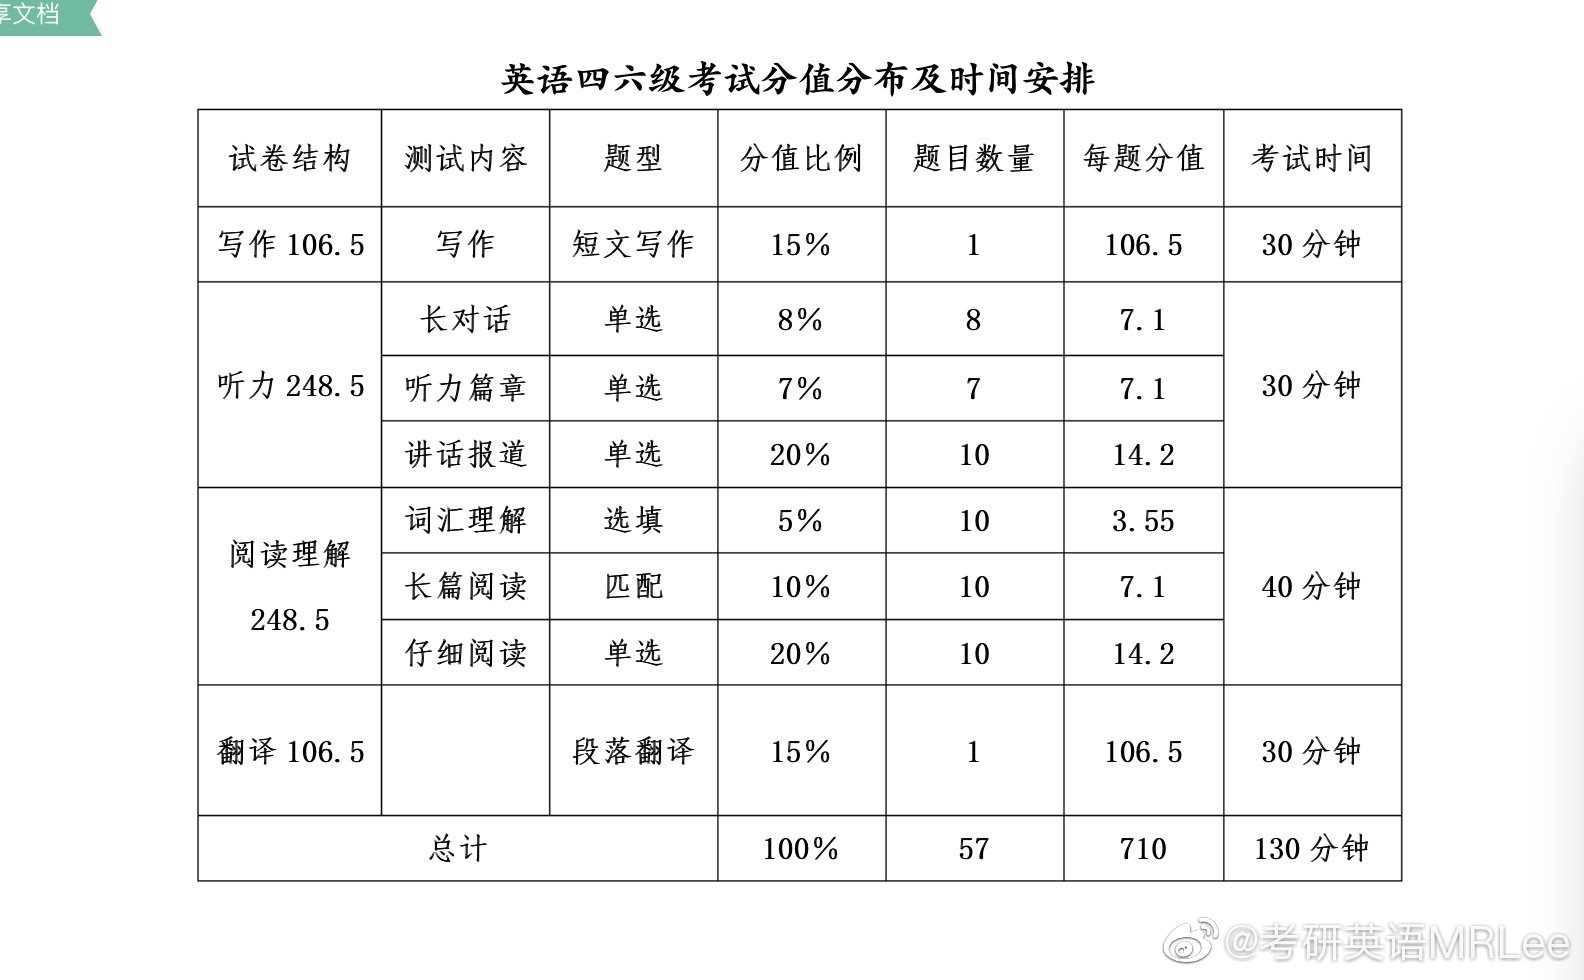 享文档
英语四六级考试分值分布及时间安排
试卷结构 测试内容 题型 分值比例 题目数量 每题分值 考试时间
写作 106.5 写作 短文写作 15% 1 106.5 30 分钟
听力 248.5 长对话 单选 8% 8 7.1 30 分钟
听力篇章 单选 7% 7 7.1
讲话报道 单选 20% 10 14.2
阅读理解 248.5 词汇理解 选填 5% 10 3.55 40 分钟
长篇阅读 匹配 10% 10 7.1
仔细阅读 单选 20% 10 14.2
翻译 106.5 段落翻译 15% 1 106.5 30 分钟
总计 100% 57 710 130 分钟
@考研英语MRLee